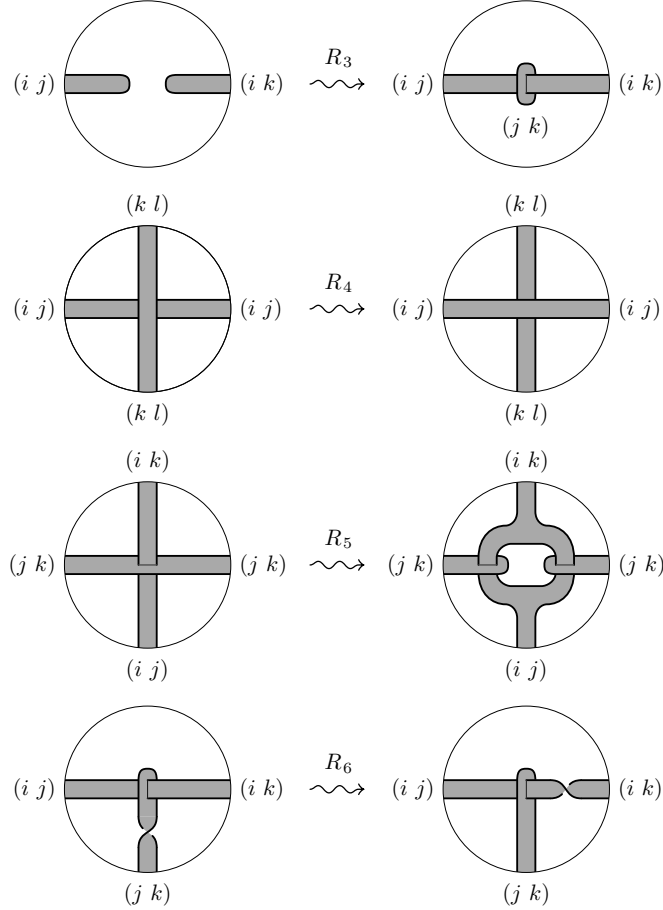 R₃
(i j) (i k) (i j) (i k)
(j k)
(k l) (k l)
R₄
(i j) (i j) (i j) (i j)
(k l) (k l)
(i k) (i k)
R₅
(j k) (j k) (j k) (j k)
(i j) (i j)
R₆
(i j) (i k) (i j) (i k)
(j k) (j k)